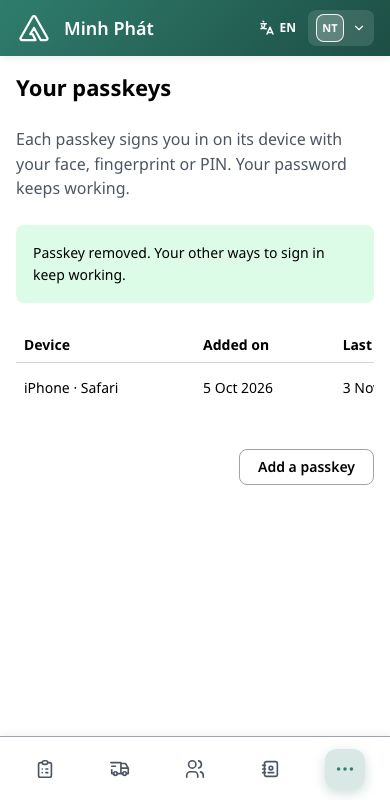 Minh Phát
EN
NT
Your passkeys
Each passkey signs you in on its device with
your face, fingerprint or PIN. Your password
keeps working.
Passkey removed. Your other ways to sign in
keep working.
Device Added on Last
iPhone · Safari 5 Oct 2026 3
Add a passkey